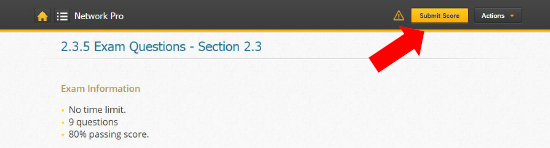 Network Pro
Submit Score
Actions
2.3.5 Exam Questions - Section 2.3
Exam Information
No time limit.
9 questions
80% passing score.